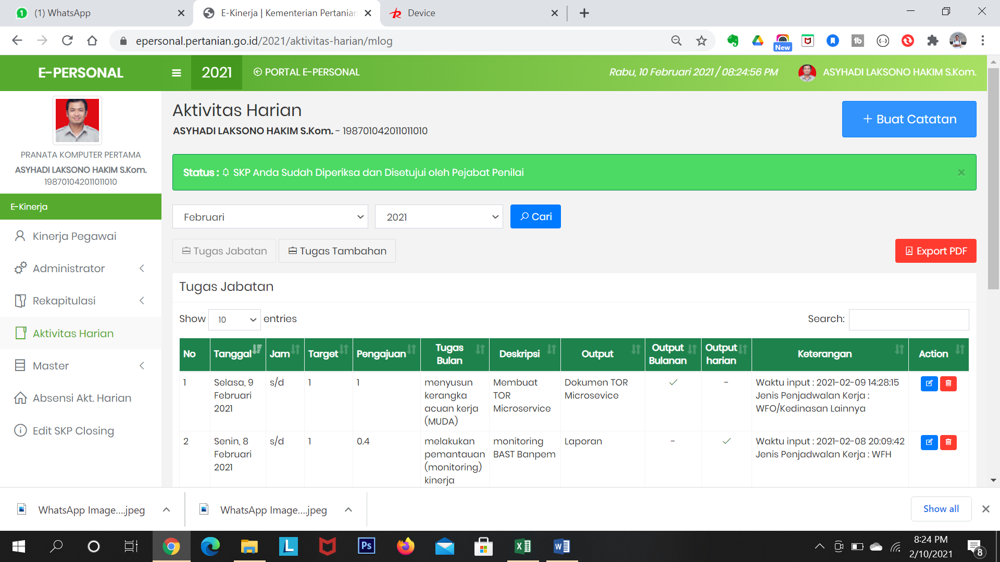 (1) WhatsApp
E-Kinerja | Kementerian Pertanian
Device
epersonal.pertanian.go.id/2021/aktivitas-harian/mlog
New
E-PERSONAL
2021
PORTAL E-PERSONAL
Rabu, 10 Februari 2021 / 08:24:56 PM
ASYHADI LAKSONO HAKIM S.Kom.
PRANATA KOMPUTER PERTAMA
ASYHADI LAKSONO HAKIM S.Kom.
198701042011011010
E-Kinerja
Kinerja Pegawai
Administrator
Rekapitulasi
Aktivitas Harian
Master
Absensi Akt. Harian
Edit SKP Closing
Aktivitas Harian
ASYHADI LAKSONO HAKIM S.Kom. - 198701042011011010
+ Buat Catatan
Status : SKP Anda Sudah Diperiksa dan Disetujui oleh Pejabat Penilai
×
Februari
2021
Cari
Tugas Jabatan
Tugas Tambahan
Export PDF
Tugas Jabatan
Show 10 entries
Search:
No
Tanggal
Jam
Target
Pengajuan
Tugas
Bulan
Deskripsi
Output
Output
Bulanan
Output
harian
Keterangan
Action
1
Selasa, 9
Februari
2021
s/d
1
1
menyusun
kerangka
acuan kerja
(MUDA)
Membuat
TOR
Microservice
Dokumen TOR
Microsevice
✓
-
Waktu input : 2021-02-09 14:28:15
Jenis Penjadwalan Kerja :
WFO/Kedinasan Lainnya
2
Senin, 8
Februari
2021
s/d
1
0.4
melakukan
pemantauan
(monitoring)
kinerja
monitoring
BAST Banpem
Laporan
-
✓
Waktu input : 2021-02-08 20:09:42
Jenis Penjadwalan Kerja : WFH
WhatsApp Image....jpeg
WhatsApp Image....jpeg
Show all
L
Ps
8:24 PM
2/10/2021
8